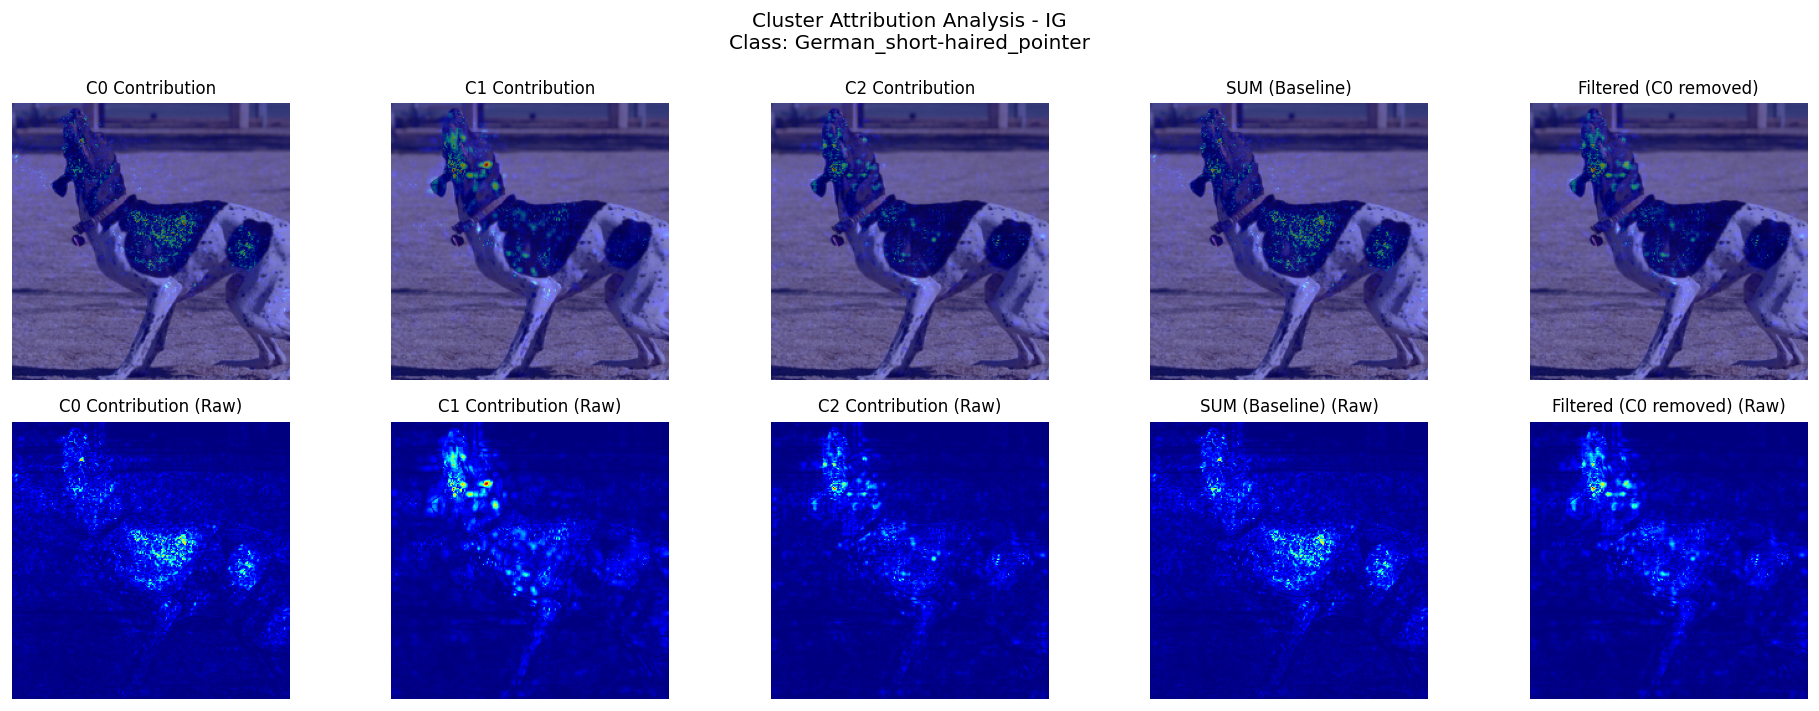 Cluster Attribution Analysis - IG
Class: German_short-haired_pointer
C0 Contribution
C1 Contribution
C2 Contribution
SUM (Baseline)
Filtered (C0 removed)
C0 Contribution (Raw)
C1 Contribution (Raw)
C2 Contribution (Raw)
SUM (Baseline) (Raw)
Filtered (C0 removed) (Raw)